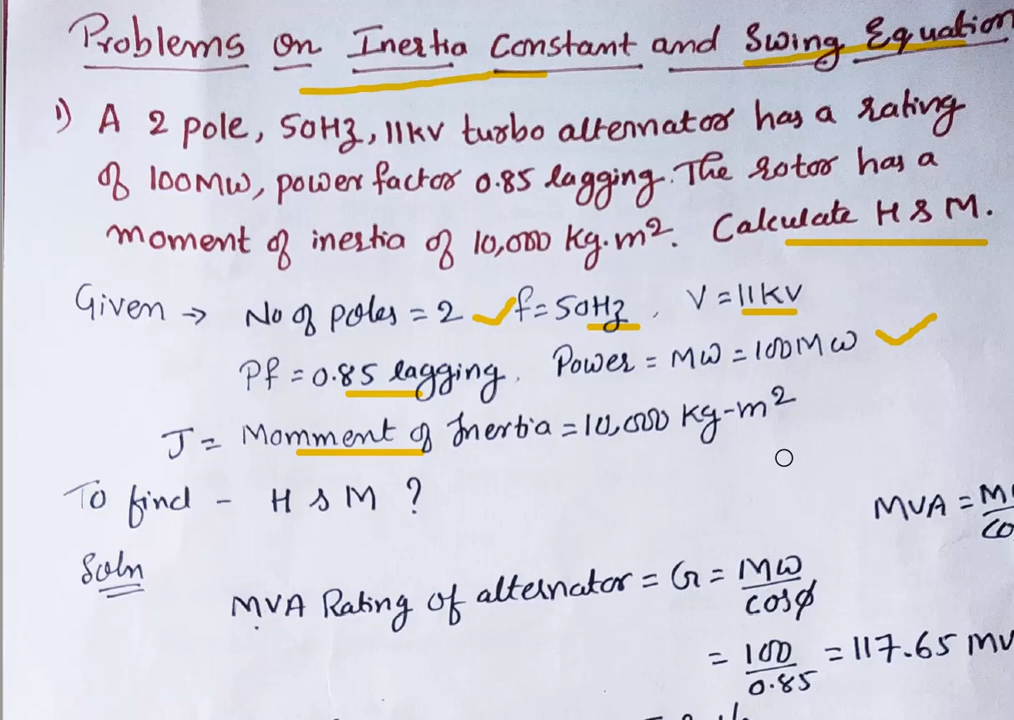 Problems on Inertia Constant and Swing Equation
1) A 2 pole, 50Hz, 11KV turbo alternator has a rating
of 100MW, power factor 0.85 lagging. The rotor has a
moment of inertia of 10,000 Kg.m². Calculate H & M.
Given → No of poles = 2 f = 50Hz, V = 11KV
Pf = 0.85 lagging. Power = MW = 100MW
J = Momment of Inertia = 10,000 Kg-m²
To find - H & M ?
MVA =
Soln
MVA Rating of alternator = G = MW/cosφ
= 100/0.85 = 117.65